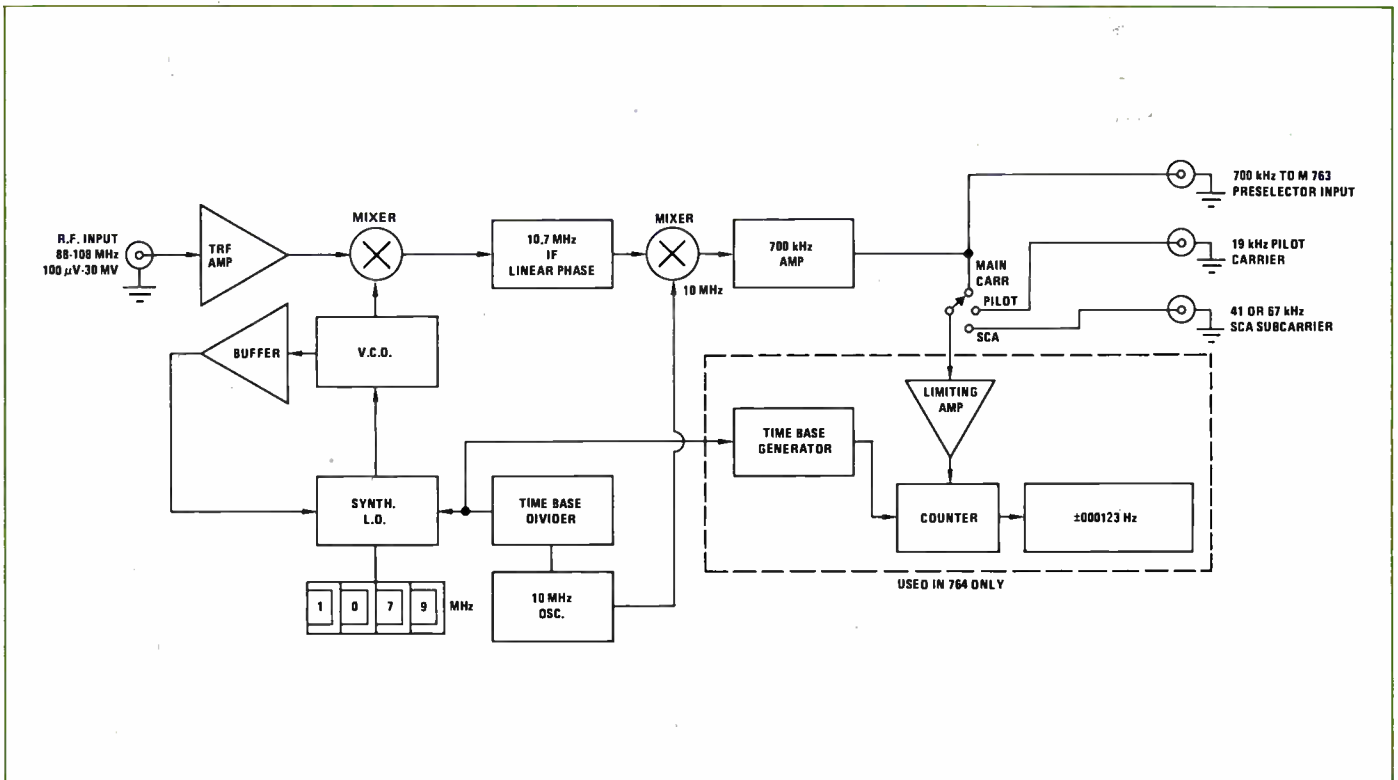 R.F. INPUT
88-108 MHz
100 µV-30 MV
TRF
AMP
MIXER
10.7 MHz
IF
LINEAR PHASE
MIXER
10 MHz
700 kHz
AMP
700 kHz TO M 763
PRESELECTOR INPUT
19 kHz PILOT
CARRIER
41 OR 67 kHz
SCA SUBCARRIER
MAIN
CARR
PILOT
SCA
BUFFER
V.C.O.
LIMITING
AMP
TIME BASE
GENERATOR
SYNTH.
L.O.
TIME BASE
DIVIDER
COUNTER
±000123 Hz
USED IN 764 ONLY
1 0 7 9 MHz
10 MHz
OSC.